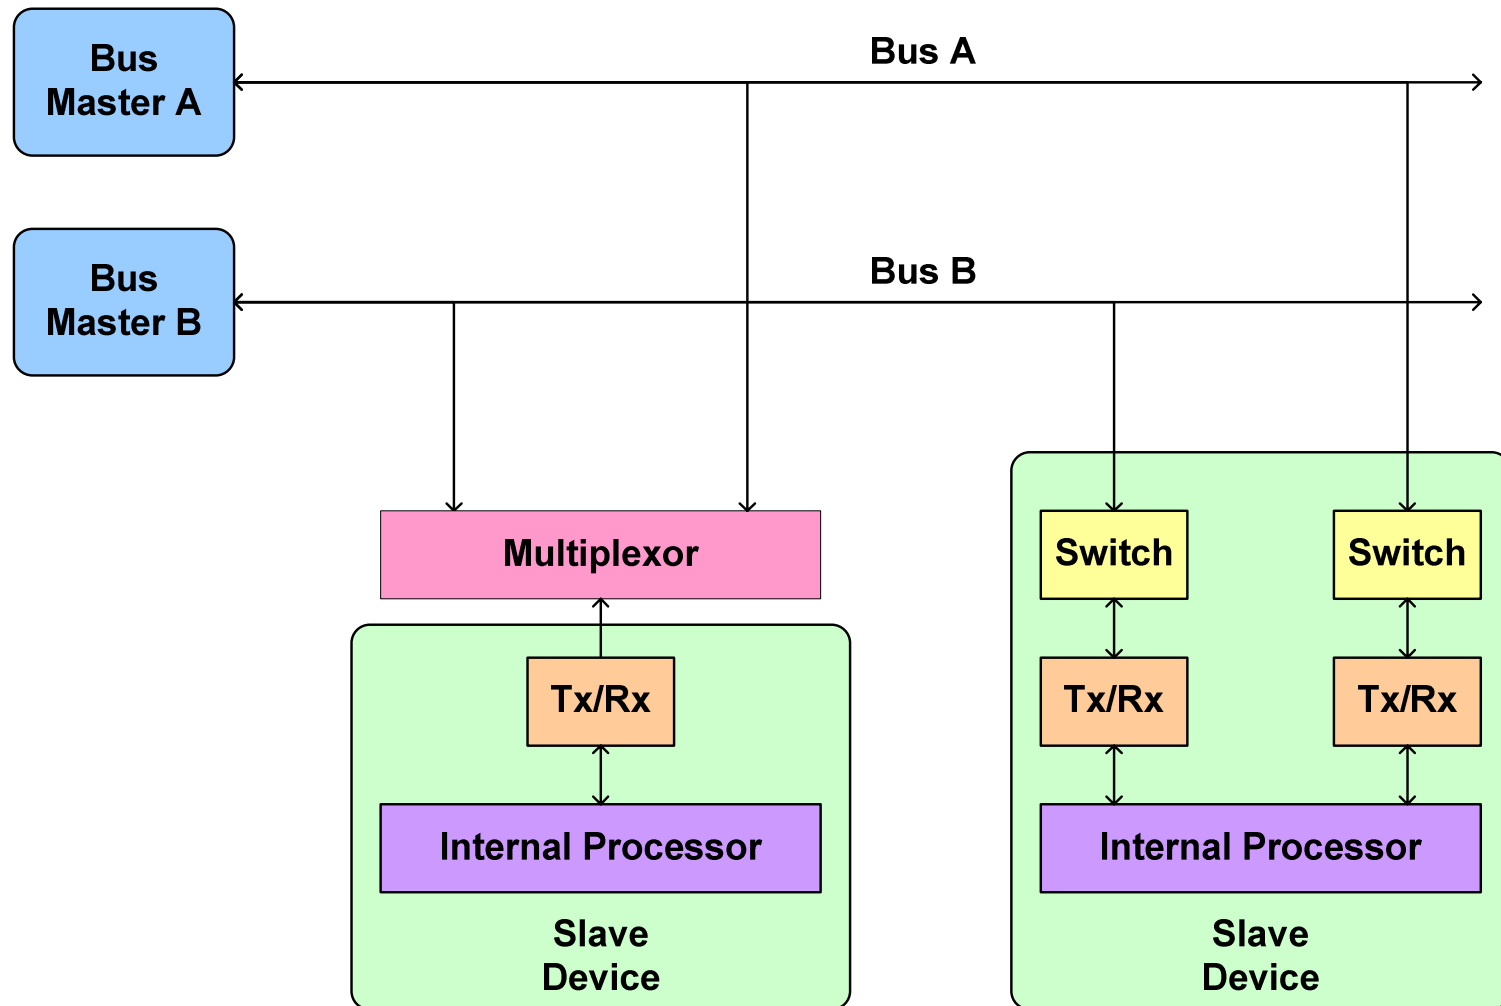 Bus
Master A
Bus A
Bus
Master B
Bus B
Multiplexor
Switch
Switch
Tx/Rx
Tx/Rx
Tx/Rx
Internal Processor
Internal Processor
Slave
Device
Slave
Device